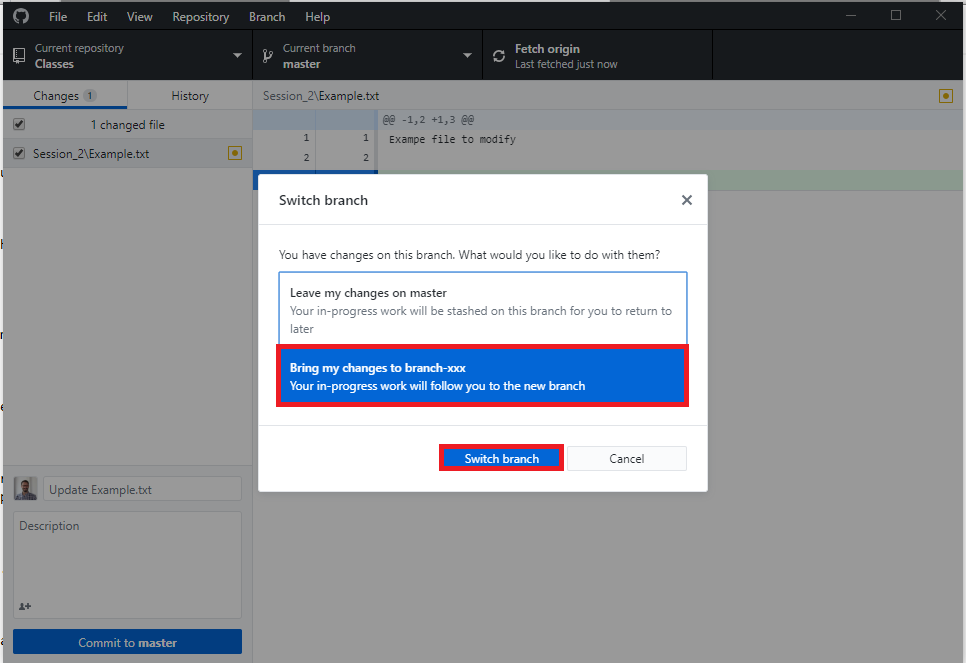 File Edit View Repository Branch Help
Current repository
Classes
Current branch
master
Fetch origin
Last fetched just now
Changes 1 History
1 changed file
Session_2\Example.txt
Session_2\Example.txt
@@ -1,2 +1,3 @@
1 1 Exampe file to modify
2 2
Switch branch
You have changes on this branch. What would you like to do with them?
Leave my changes on master
Your in-progress work will be stashed on this branch for you to return to
later
Bring my changes to branch-xxx
Your in-progress work will follow you to the new branch
Switch branch Cancel
Update Example.txt
Description
Commit to master